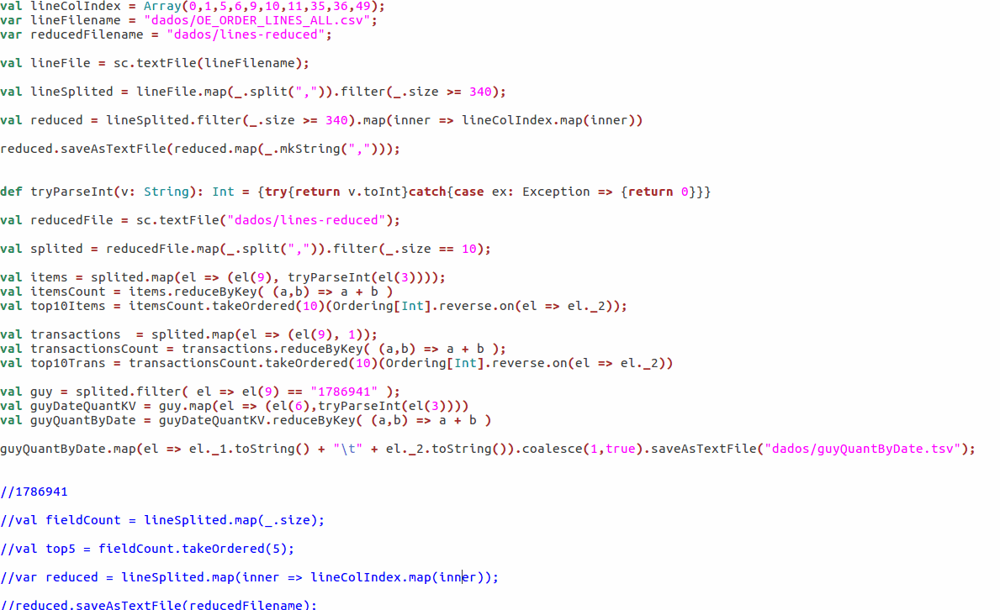 val lineColIndex = Array(0,1,5,6,9,10,11,35,36,49);
var lineFilename = "dados/OE_ORDER_LINES_ALL.csv";
var reducedFilename = "dados/lines-reduced";
val lineFile = sc.textFile(lineFilename);
val lineSplited = lineFile.map(_.split(",")).filter(_.size >= 340);
val reduced = lineSplited.filter(_.size >= 340).map(inner => lineColIndex.map(inner))
reduced.saveAsTextFile(reduced.map(_.mkString(",")));
def tryParseInt(v: String): Int = {try{return v.toInt}catch{case ex: Exception => {return 0}}}
val reducedFile = sc.textFile("dados/lines-reduced");
val splited = reducedFile.map(_.split(",")).filter(_.size == 10);
val items = splited.map(el => (el(9), tryParseInt(el(3))));
val itemsCount = items.reduceByKey( (a,b) => a + b )
val top10Items = itemsCount.takeOrdered(10)(Ordering[Int].reverse.on(el => el._2));
val transactions  = splited.map(el => (el(9), 1));
val transactionsCount = transactions.reduceByKey( (a,b) => a + b );
val top10Trans = transactionsCount.takeOrdered(10)(Ordering[Int].reverse.on(el => el._2))
val guy = splited.filter( el => el(9) == "1786941" );
val guyDateQuantKV = guy.map(el => (el(6),tryParseInt(el(3))))
val guyQuantByDate = guyDateQuantKV.reduceByKey( (a,b) => a + b )
guyQuantByDate.map(el => el._1.toString() + "\t" + el._2.toString()).coalesce(1,true).saveAsTextFile("dados/guyQuantByDate.tsv");
//1786941
//val fieldCount = lineSplited.map(_.size);
//val top5 = fieldCount.takeOrdered(5);
//var reduced = lineSplited.map(inner => lineColIndex.map(inner));
//reduced.saveAsTextFile(reducedFilename);